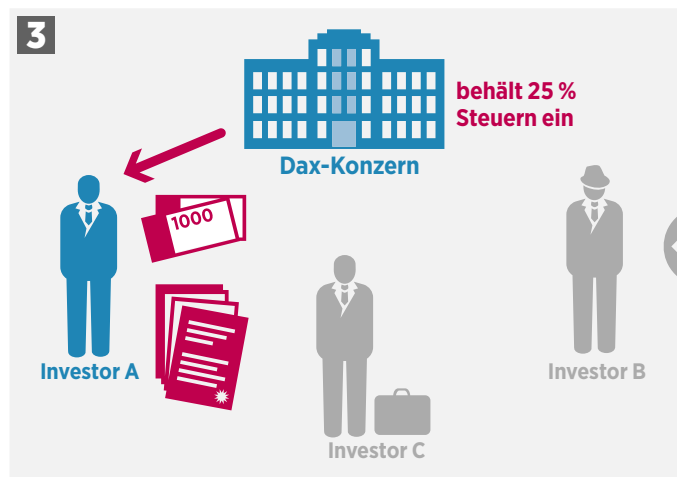 3
behält 25 %
Steuern ein
Dax-Konzern
1000
Investor A
Investor B
Investor C